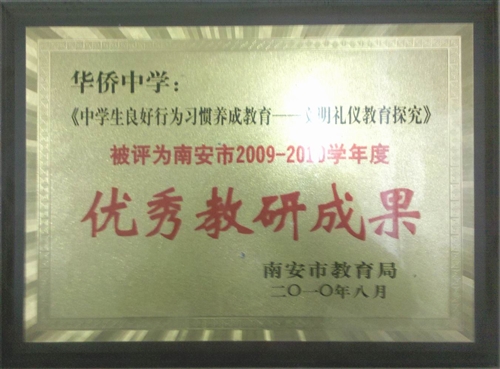 华侨中学：
《中学生良好行为习惯养成教育——文明礼仪教育探究》
被评为南安市2009-2010学年度
优秀教研成果
南安市教育局
二〇一〇年八月